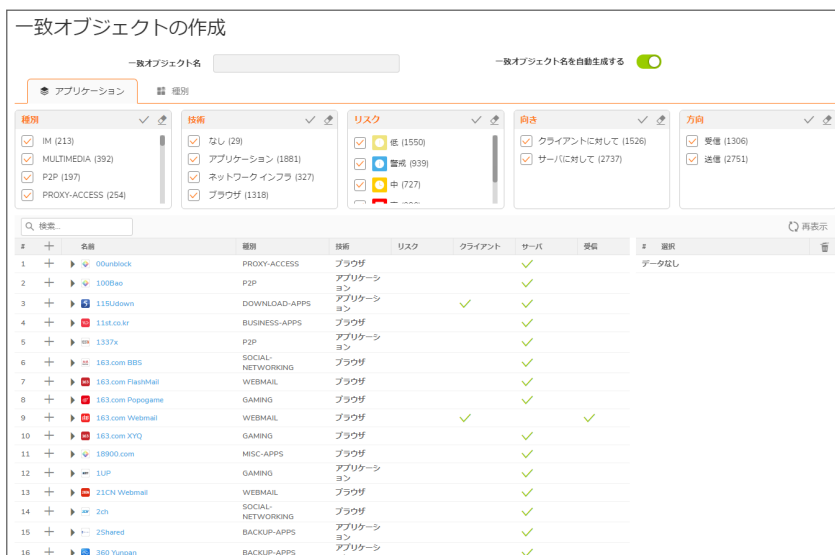 一致オブジェクトの作成
一致オブジェクト名
一致オブジェクト名を自動生成する
アプリケーション 種別
種別
IM (213)
MULTIMEDIA (392)
P2P (197)
PROXY-ACCESS (254)
技術
なし (29)
アプリケーション (1881)
ネットワーク インフラ (327)
ブラウザ (1318)
リスク
低 (1550)
警戒 (939)
中 (727)
向き
クライアントに対して (1526)
サーバに対して (2737)
方向
受信 (1306)
送信 (2751)
検索...
再表示
# 名前 種別 技術 リスク クライアント サーバ 受信
# 選択
データなし
1 00unblock PROXY-ACCESS ブラウザ
2 100Bao P2P アプリケーション
3 115Udown DOWNLOAD-APPS アプリケーション
4 11st.co.kr BUSINESS-APPS ブラウザ
5 1337x P2P アプリケーション
6 163.com BBS SOCIAL-NETWORKING ブラウザ
7 163.com FlashMail WEBMAIL ブラウザ
8 163.com Popogame GAMING ブラウザ
9 163.com Webmail WEBMAIL ブラウザ
10 163.com XYQ GAMING ブラウザ
11 18900.com MISC-APPS ブラウザ
12 1UP GAMING アプリケーション
13 21CN Webmail WEBMAIL ブラウザ
14 2ch SOCIAL-NETWORKING ブラウザ
15 2Shared BACKUP-APPS アプリケーション
16 360 Yunpan BACKUP-APPS アプリケーシ